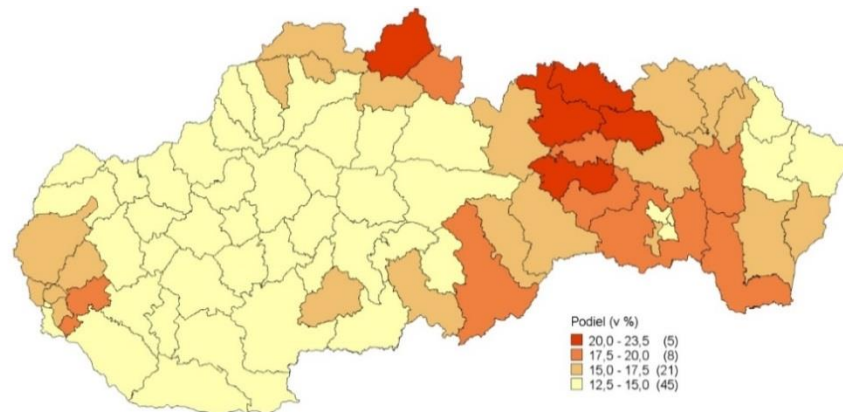 Podiel (v %)
20,0 - 23,5 (5)
17,5 - 20,0 (8)
15,0 - 17,5 (21)
12,5 - 15,0 (45)